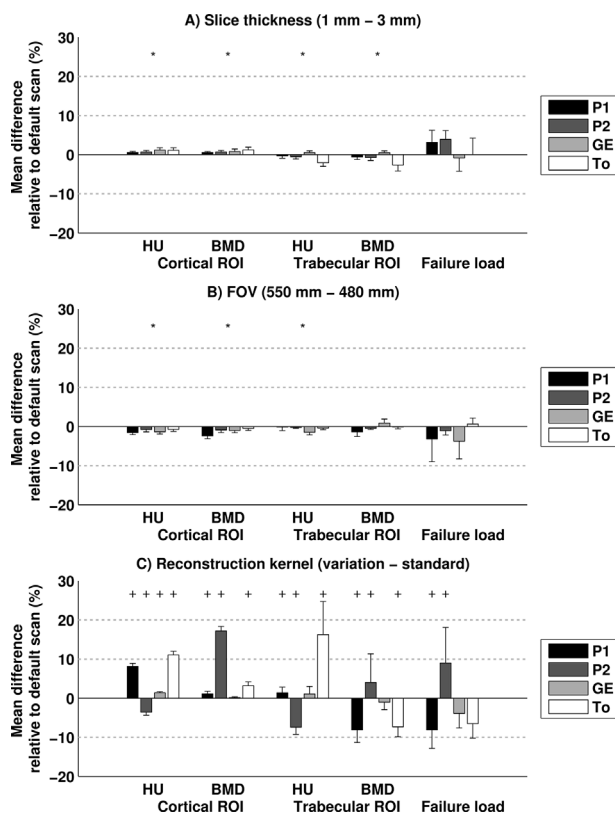 A) Slice thickness (1 mm − 3 mm)
Mean difference
relative to default scan (%)
30
20
10
0
−10
−20
* * * *
HU BMD HU BMD
Cortical ROI Trabecular ROI Failure load
P1
P2
GE
To
B) FOV (550 mm − 480 mm)
Mean difference
relative to default scan (%)
30
20
10
0
−10
−20
* * *
HU BMD HU BMD
Cortical ROI Trabecular ROI Failure load
P1
P2
GE
To
C) Reconstruction kernel (variation − standard)
Mean difference
relative to default scan (%)
30
20
10
0
−10
−20
+ + + + + + + + + + + + + + +
HU BMD HU BMD
Cortical ROI Trabecular ROI Failure load
P1
P2
GE
To